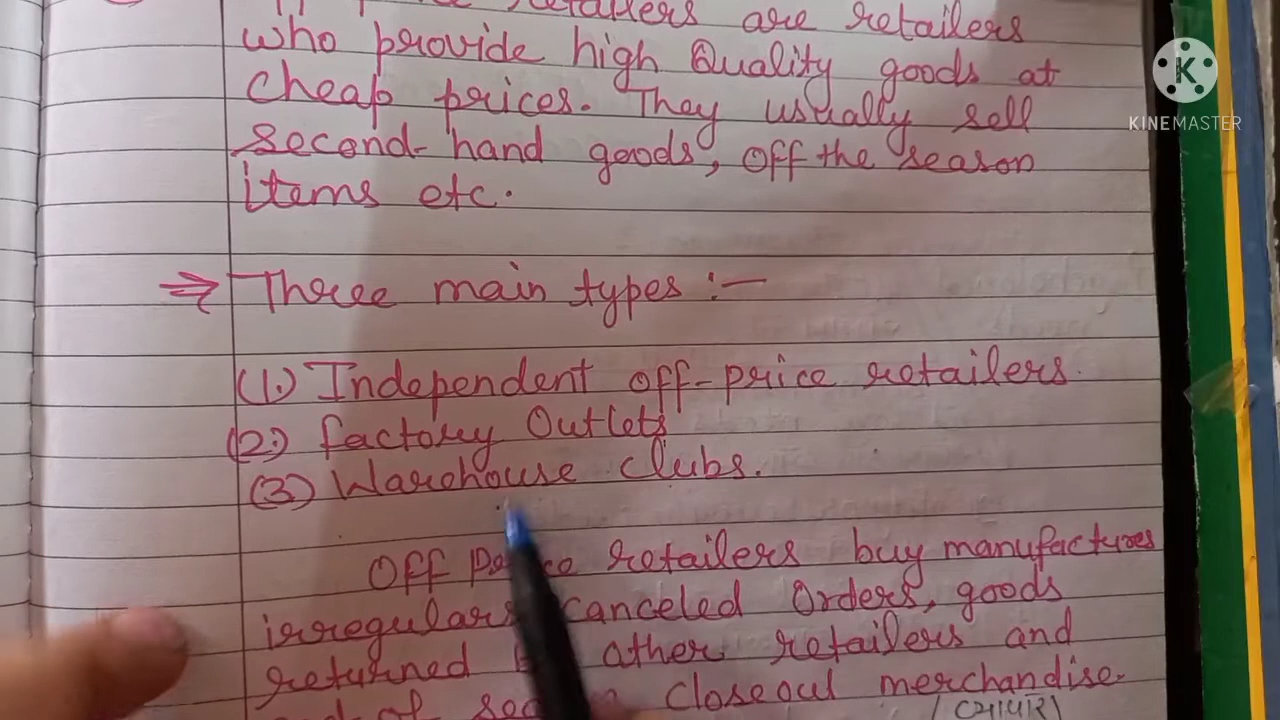 retailers are retailers
who provide high Quality goods at
cheap prices. They usually sell
second-hand goods, off the season
items etc.
⇒ Three main types :-
(1.) Independent off-price retailers.
(2.) factory Outlets
(3) Warehouse clubs.
Off retailers buy manufactures
irregulars canceled Orders, goods
returned other retailers and
of closeout merchandise.
(व्यापार)
K
KINEMASTER